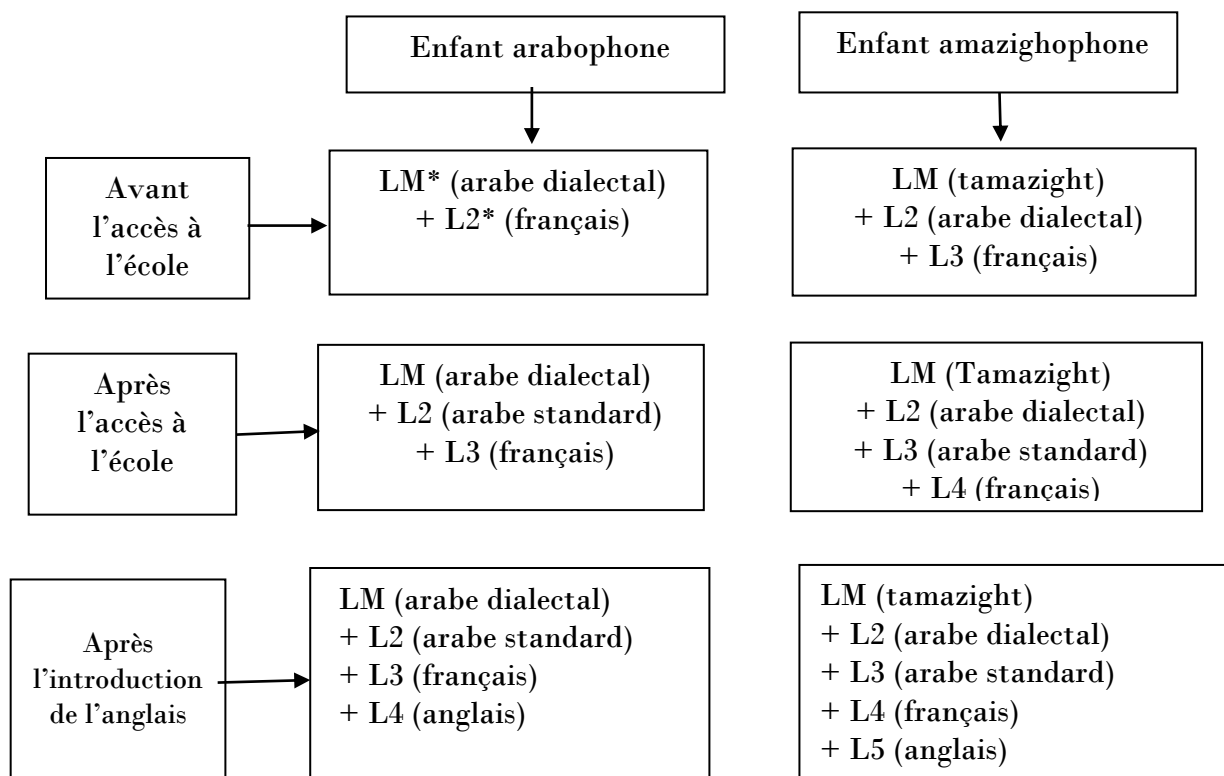 Enfant arabophone
Enfant amazighophone
Avant
l'accès à
l'école
LM* (arabe dialectal)
+ L2* (français)
LM (tamazight)
+ L2 (arabe dialectal)
+ L3 (français)
Après
l'accès à
l'école
LM (arabe dialectal)
+ L2 (arabe standard)
+ L3 (français)
LM (Tamazight)
+ L2 (arabe dialectal)
+ L3 (arabe standard)
+ L4 (français)
Après
l'introduction
de l'anglais
LM (arabe dialectal)
+ L2 (arabe standard)
+ L3 (français)
+ L4 (anglais)
LM (tamazight)
+ L2 (arabe dialectal)
+ L3 (arabe standard)
+ L4 (français)
+ L5 (anglais)